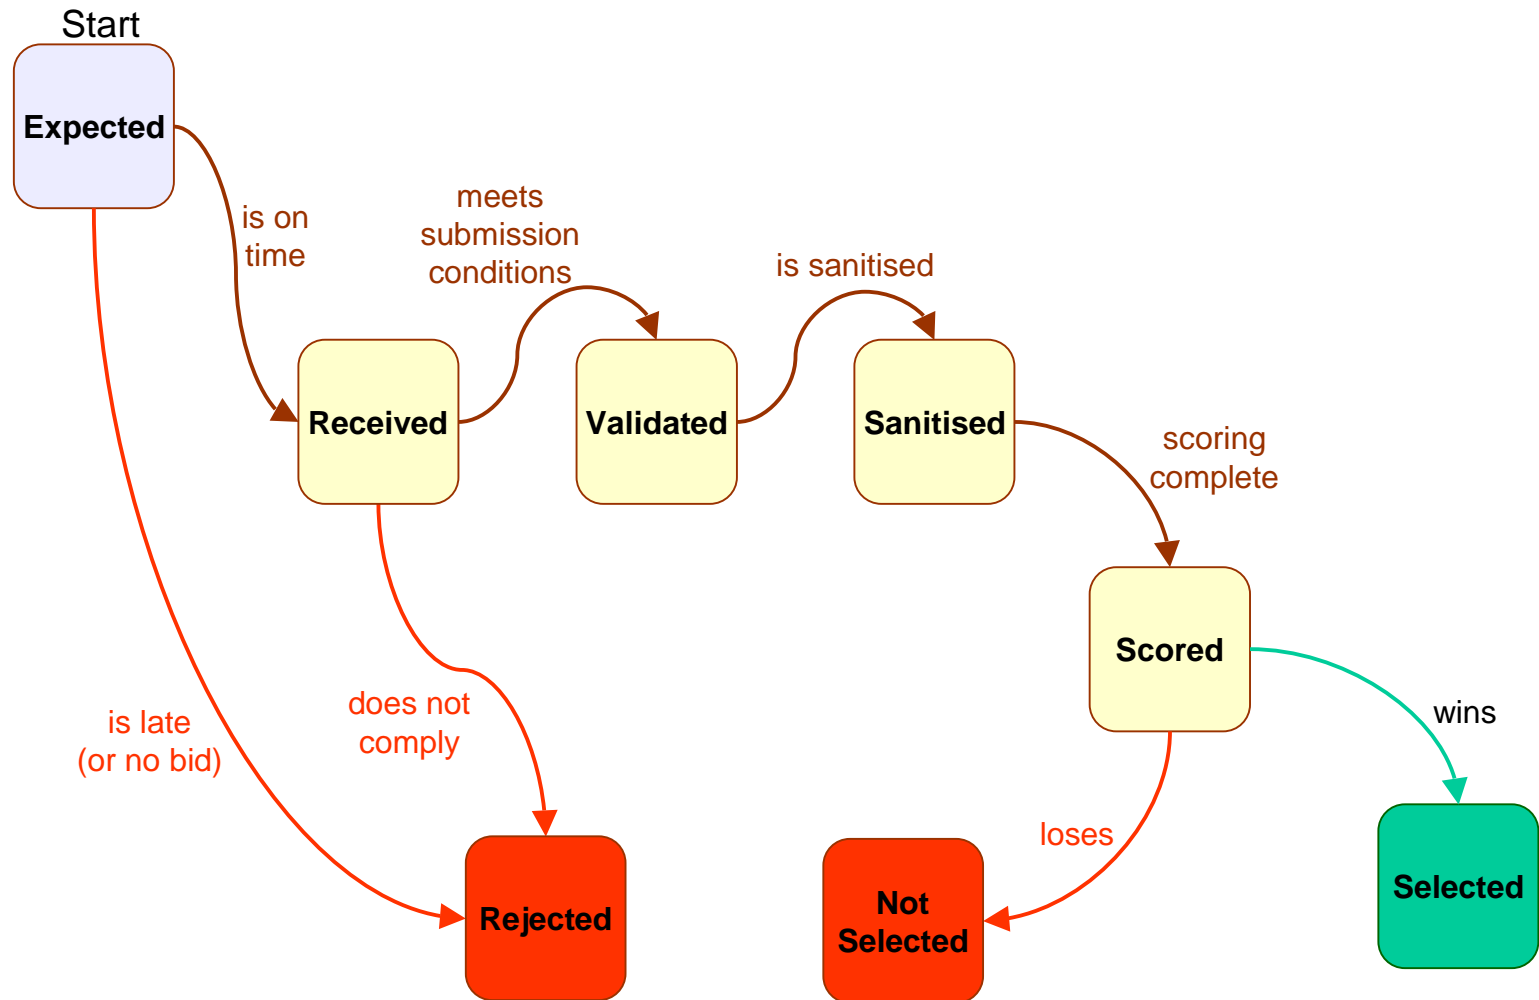 Start
Expected
is on
time
meets
submission
conditions
is sanitised
Received
Validated
Sanitised
scoring
complete
Scored
is late
(or no bid)
does not
comply
wins
loses
Rejected
Not
Selected
Selected